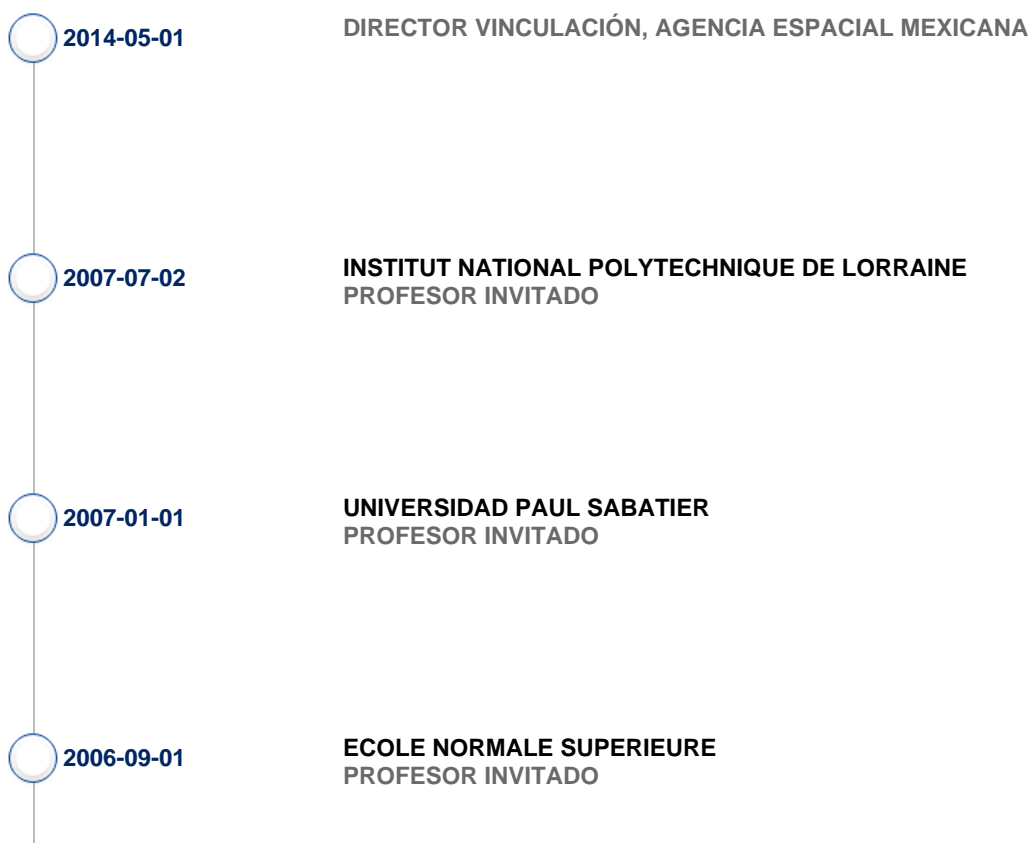 2014-05-01
DIRECTOR VINCULACIÓN, AGENCIA ESPACIAL MEXICANA
2007-07-02
INSTITUT NATIONAL POLYTECHNIQUE DE LORRAINE
PROFESOR INVITADO
2007-01-01
UNIVERSIDAD PAUL SABATIER
PROFESOR INVITADO
2006-09-01
ECOLE NORMALE SUPERIEURE
PROFESOR INVITADO